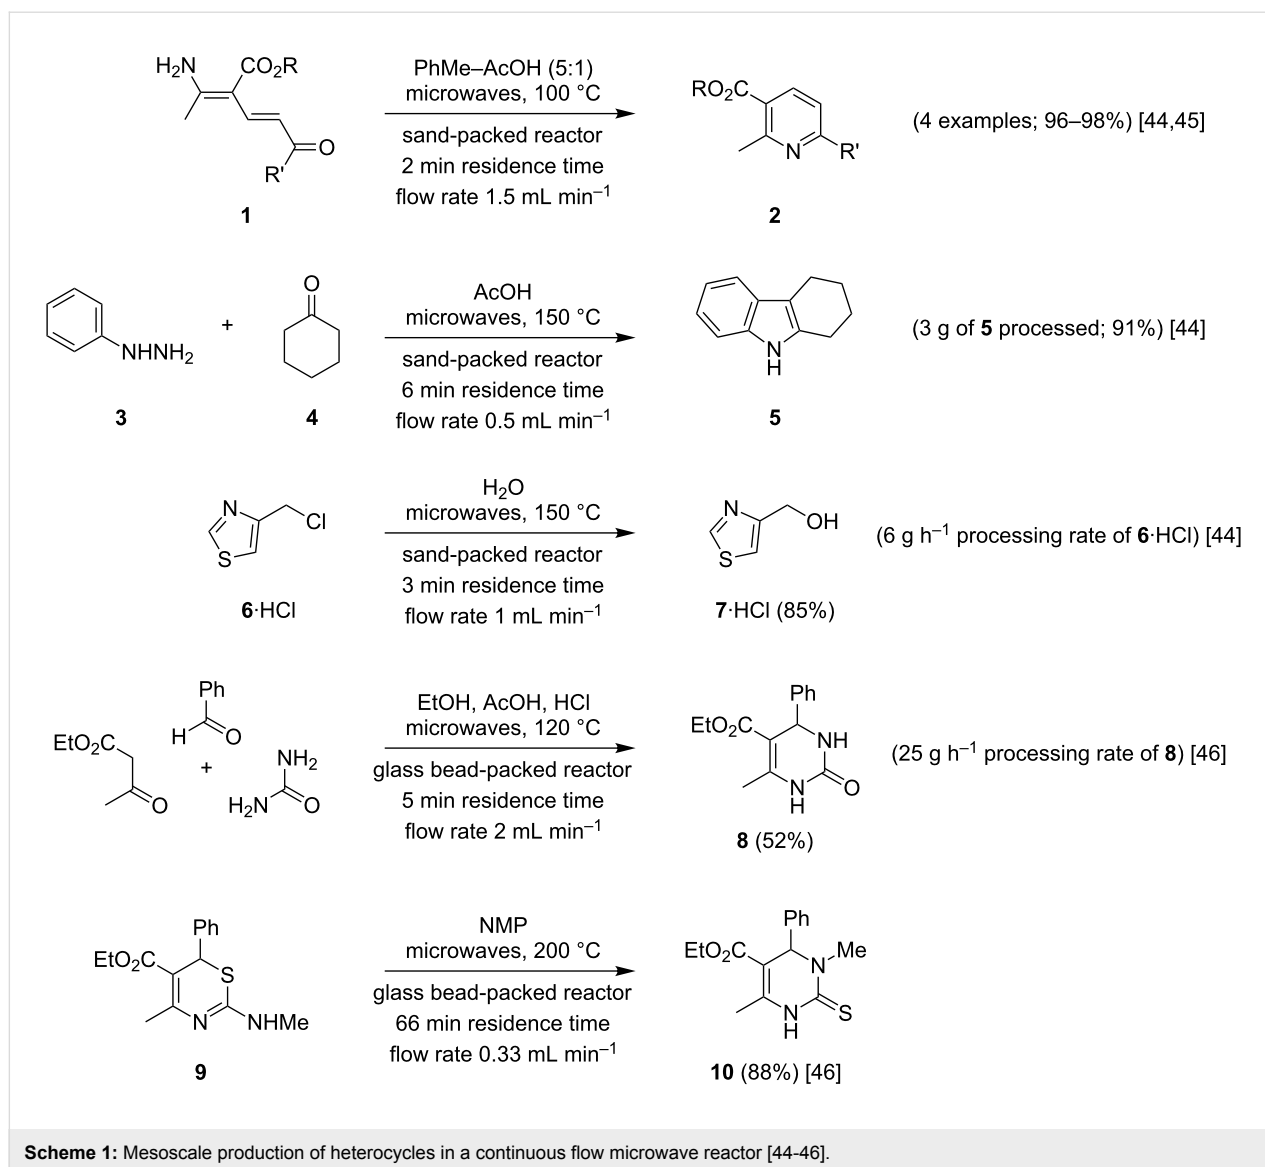 H₂N CO₂R
R' O
1
PhMe–AcOH (5:1)
microwaves, 100 °C
sand-packed reactor
2 min residence time
flow rate 1.5 mL min⁻¹
RO₂C
N R'
2
(4 examples; 96–98%) [44,45]
NHNH₂
3
+
O
4
AcOH
microwaves, 150 °C
sand-packed reactor
6 min residence time
flow rate 0.5 mL min⁻¹
N
H
5
(3 g of 5 processed; 91%) [44]
N
Cl
S
6·HCl
H₂O
microwaves, 150 °C
sand-packed reactor
3 min residence time
flow rate 1 mL min⁻¹
N
OH
S
7·HCl (85%)
(6 g h⁻¹ processing rate of 6·HCl) [44]
Ph
H O
EtO₂C
O
+
NH₂
H₂N O
EtOH, AcOH, HCl
microwaves, 120 °C
glass bead-packed reactor
5 min residence time
flow rate 2 mL min⁻¹
Ph
EtO₂C
NH
N O
H
8 (52%)
(25 g h⁻¹ processing rate of 8) [46]
Ph
EtO₂C
S
N NHMe
9
NMP
microwaves, 200 °C
glass bead-packed reactor
66 min residence time
flow rate 0.33 mL min⁻¹
Ph
EtO₂C Me
N
N S
H
10 (88%) [46]
Scheme 1: Mesoscale production of heterocycles in a continuous flow microwave reactor [44-46].